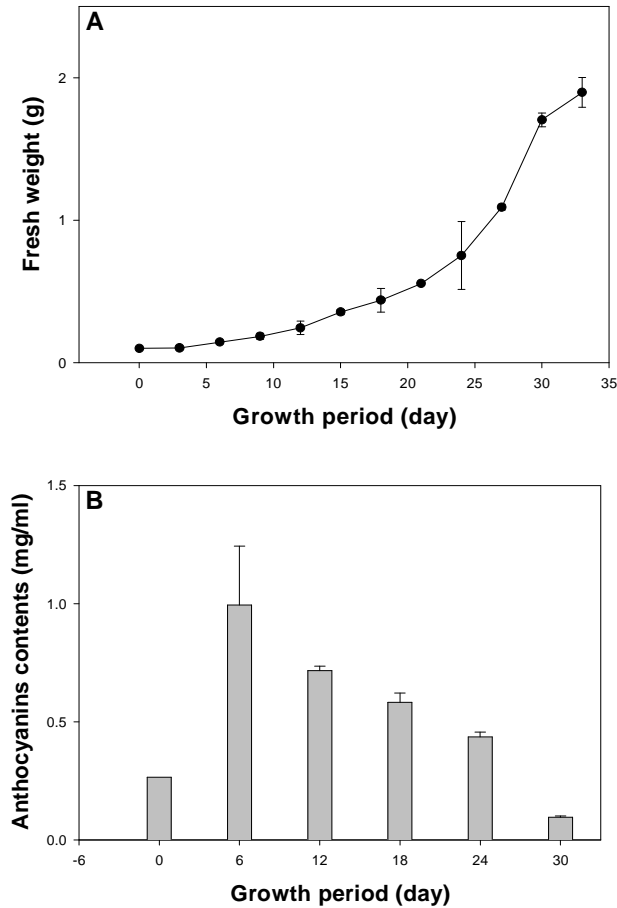 A
2
1
0
Fresh weight (g)
0 5 10 15 20 25 30 35
Growth period (day)
B
1.5
1.0
0.5
0.0
Anthocyanins contents (mg/ml)
-6 0 6 12 18 24 30
Growth period (day)